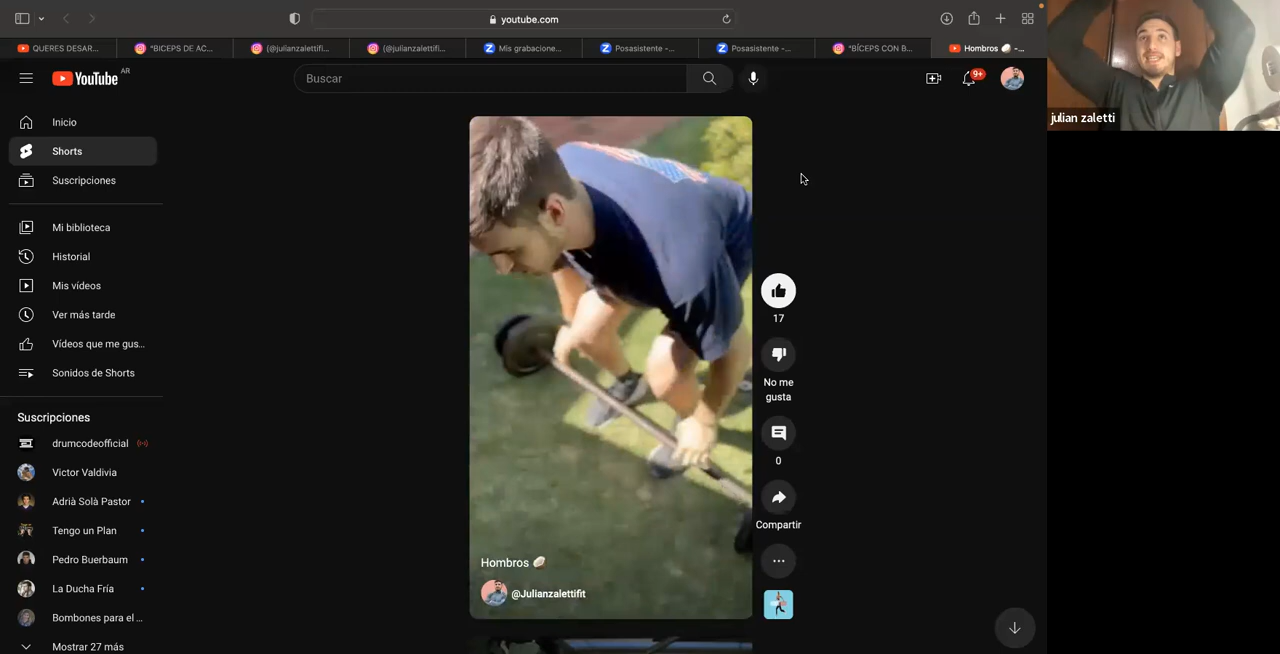 youtube.com
QUERES DESAR...
"BICEPS DE AC...
(@julianzalettifi...
(@julianzalettifi...
Mis grabacione...
Posasistente -...
Posasistente -...
"BÍCEPS CON B...
Hombros 🥥 -...
YouTube AR
Buscar
9+
julian zaletti
Inicio
Shorts
Suscripciones
Mi biblioteca
Historial
Mis vídeos
Ver más tarde
Vídeos que me gus...
Sonidos de Shorts
Suscripciones
drumcodeofficial
Victor Valdivia
Adrià Solà Pastor
Tengo un Plan
Pedro Buerbaum
La Ducha Fría
Bombones para el ...
Mostrar 27 más
17
No me
gusta
0
Compartir
Hombros 🥥
@Julianzalettifit